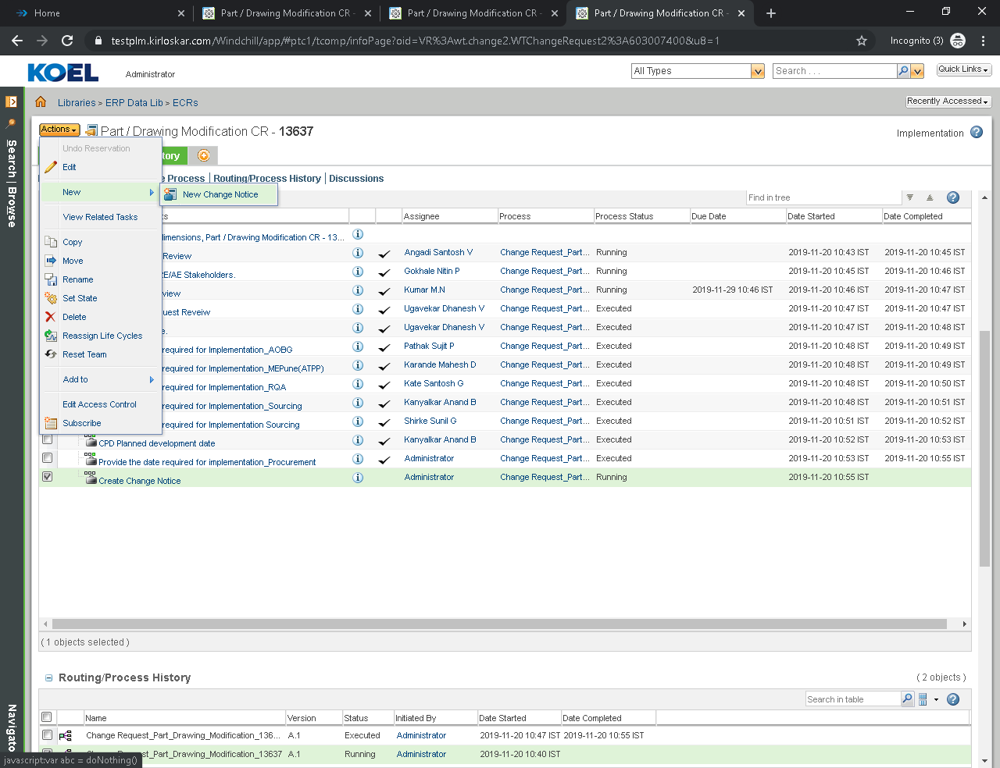 Home
Part / Drawing Modification CR -
Part / Drawing Modification CR -
Part / Drawing Modification CR -
testplm.kirloskar.com/Windchill/app/#ptc1/tcomp/infoPage?oid=VR%3Awt.change2.WTChangeRequest2%3A603007400&u8=1
Incognito (3)
KOEL
Administrator
All Types
Search . . .
Quick Links
Libraries > ERP Data Lib > ECRs
Recently Accessed
Actions
Part / Drawing Modification CR - 13637
Implementation
Search | Browse
Navigato
Undo Reservation
Edit
New
New Change Notice
View Related Tasks
Copy
Move
Rename
Set State
Delete
Reassign Life Cycles
Reset Team
Add to
Edit Access Control
Subscribe
tory
e Process | Routing/Process History | Discussions
Find in tree
ts Assignee Process Process Status Due Date Date Started Date Completed
dimensions, Part / Drawing Modification CR - 13...
Review Angadi Santosh V Change Request_Part... Running 2019-11-20 10:43 IST 2019-11-20 10:45 IST
RE/AE Stakeholders. Gokhale Nitin P Change Request_Part... Running 2019-11-20 10:45 IST 2019-11-20 10:46 IST
view Kumar M.N Change Request_Part... Running 2019-11-29 10:46 IST 2019-11-20 10:46 IST 2019-11-20 10:47 IST
quest Reveiw Ugavekar Dhanesh V Change Request_Part... Executed 2019-11-20 10:47 IST 2019-11-20 10:47 IST
e. Ugavekar Dhanesh V Change Request_Part... Executed 2019-11-20 10:47 IST 2019-11-20 10:48 IST
required for Implementation_AOBG Pathak Sujit P Change Request_Part... Executed 2019-11-20 10:48 IST 2019-11-20 10:49 IST
required for Implementation_MEPune(ATPP) Karande Mahesh D Change Request_Part... Executed 2019-11-20 10:49 IST 2019-11-20 10:49 IST
required for Implementation_RQA Kate Santosh G Change Request_Part... Executed 2019-11-20 10:48 IST 2019-11-20 10:50 IST
required for Implementation_Sourcing Kanyalkar Anand B Change Request_Part... Executed 2019-11-20 10:48 IST 2019-11-20 10:51 IST
required for Implementation Sourcing Shirke Sunil G Change Request_Part... Executed 2019-11-20 10:51 IST 2019-11-20 10:52 IST
CPD Planned development date Kanyalkar Anand B Change Request_Part... Executed 2019-11-20 10:52 IST 2019-11-20 10:53 IST
Provide the date required for implementation_Procurement Administrator Change Request_Part... Executed 2019-11-20 10:53 IST 2019-11-20 10:55 IST
Create Change Notice Administrator Change Request_Part... Running 2019-11-20 10:55 IST
( 1 objects selected )
Routing/Process History
( 2 objects )
Search in table
Name Version Status Initiated By Date Started Date Completed
Change Request_Part_Drawing_Modification_136... A.1 Executed Administrator 2019-11-20 10:47 IST 2019-11-20 10:55 IST
Change Request_Part_Drawing_Modification_13637 A.1 Running Administrator 2019-11-20 10:40 IST
javascript:var abc = doNothing()